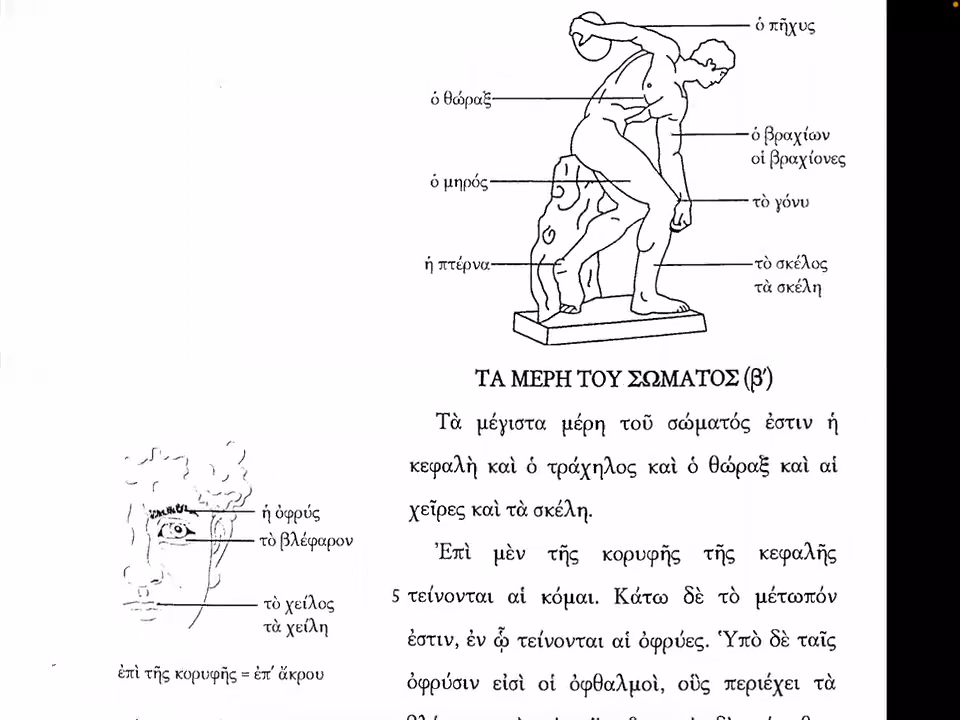 ὁ πῆχυς
ὁ θώραξ
ὁ βραχίων
οἱ βραχίονες
ὁ μηρός
τὸ γόνυ
ἡ πτέρνα
τὸ σκέλος
τὰ σκέλη
ΤΑ ΜΕΡΗ ΤΟΥ ΣΩΜΑΤΟΣ (β′)
Τὰ μέγιστα μέρη τοῦ σώματός ἐστιν ἡ
κεφαλὴ καὶ ὁ τράχηλος καὶ ὁ θώραξ καὶ αἱ
χεῖρες καὶ τὰ σκέλη.
Ἐπὶ μὲν τῆς κορυφῆς τῆς κεφαλῆς
5 τείνονται αἱ κόμαι. Κάτω δὲ τὸ μέτωπόν
ἐστιν, ἐν ᾧ τείνονται αἱ ὀφρύες. Ὑπὸ δὲ ταῖς
ὀφρύσιν εἰσὶ οἱ ὀφθαλμοί, οὓς περιέχει τὰ
ἡ ὀφρύς
τὸ βλέφαρον
τὸ χεῖλος
τὰ χείλη
ἐπὶ τῆς κορυφῆς = ἐπ' ἄκρου